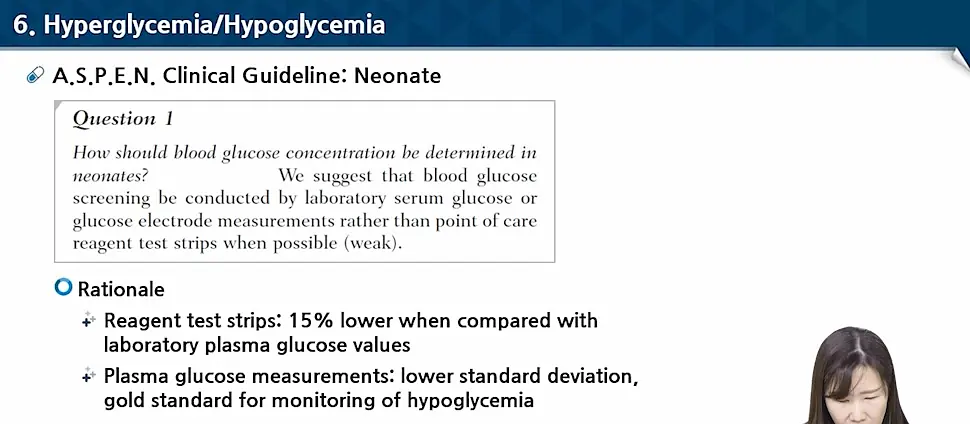 6. Hyperglycemia/Hypoglycemia
A.S.P.E.N. Clinical Guideline: Neonate
Question 1
How should blood glucose concentration be determined in
neonates? We suggest that blood glucose
screening be conducted by laboratory serum glucose or
glucose electrode measurements rather than point of care
reagent test strips when possible (weak).
Rationale
Reagent test strips: 15% lower when compared with
laboratory plasma glucose values
Plasma glucose measurements: lower standard deviation,
gold standard for monitoring of hypoglycemia